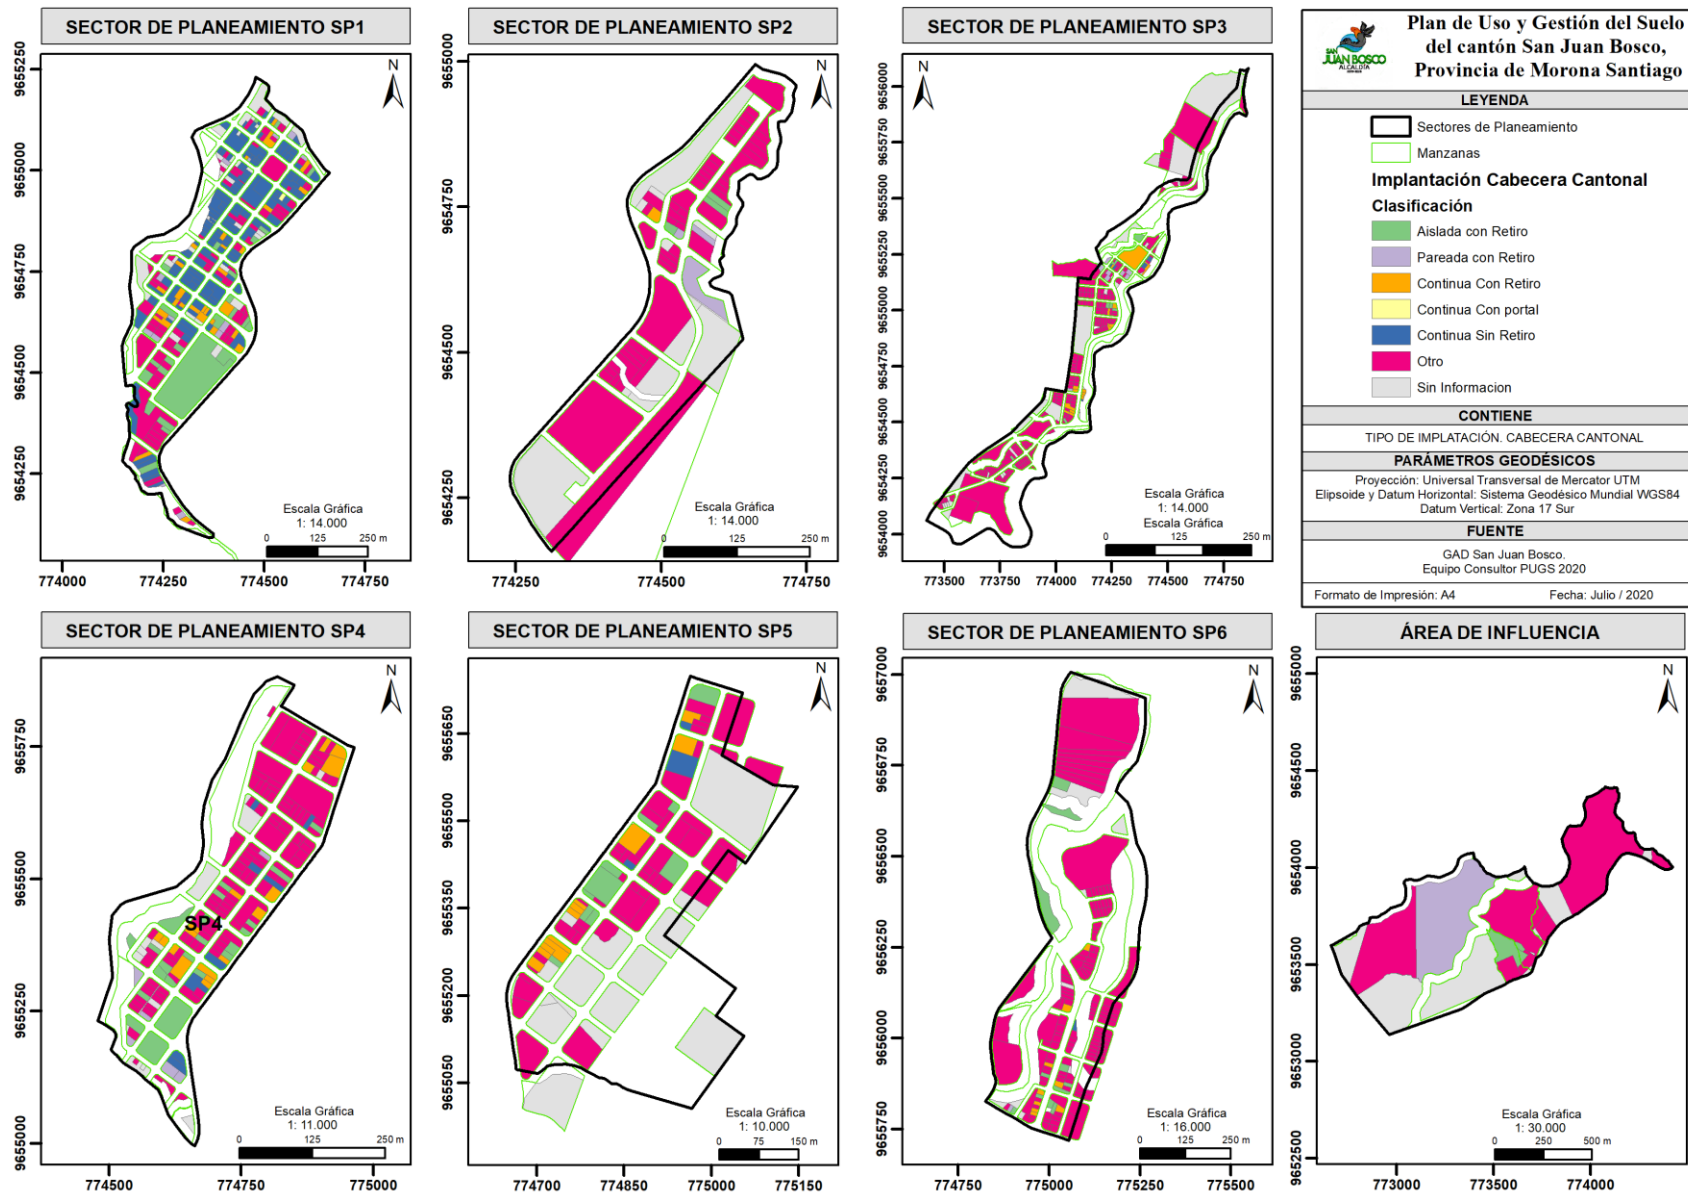 SECTOR DE PLANEAMIENTO SP1
9655250
9655000
9654750
9654500
9654250
N
Escala Gráfica
1: 14.000
0 125 250 m
774000 774250 774500 774750
SECTOR DE PLANEAMIENTO SP2
9655000
9654750
9654500
9654250
N
Escala Gráfica
1: 14.000
0 125 250 m
774250 774500 774750
SECTOR DE PLANEAMIENTO SP3
9656000
9655750
9655500
9655250
9655000
9654750
9654500
9654250
9654000
N
Escala Gráfica
1: 14.000
Escala Gráfica
0 125 250 m
773500 773750 774000 774250 774500 774750
SAN
JUAN BOSCO
ALCALDÍA
Plan de Uso y Gestión del Suelo
del cantón San Juan Bosco,
Provincia de Morona Santiago
LEYENDA
Sectores de Planeamiento
Manzanas
Implantación Cabecera Cantonal
Clasificación
Aislada con Retiro
Pareada con Retiro
Continua Con Retiro
Continua Con portal
Continua Sin Retiro
Otro
Sin Informacion
CONTIENE
TIPO DE IMPLATACIÓN. CABECERA CANTONAL
PARÁMETROS GEODÉSICOS
Proyección: Universal Transversal de Mercator UTM
Elipsoide y Datum Horizontal: Sistema Geodésico Mundial WGS84
Datum Vertical: Zona 17 Sur
FUENTE
GAD San Juan Bosco.
Equipo Consultor PUGS 2020
Formato de Impresión: A4 Fecha: Julio / 2020
SECTOR DE PLANEAMIENTO SP4
9655750
9655500
9655250
9655000
N
SP4
Escala Gráfica
1: 11.000
0 125 250 m
774500 774750 775000
SECTOR DE PLANEAMIENTO SP5
9655650
9655500
9655350
9655200
9655050
N
Escala Gráfica
1: 10.000
0 75 150 m
774700 774850 775000 775150
SECTOR DE PLANEAMIENTO SP6
9657000
9656750
9656500
9656250
9656000
9655750
N
Escala Gráfica
1: 16.000
0 125 250 m
774750 775000 775250 775500
ÁREA DE INFLUENCIA
9655000
9654500
9654000
9653500
9653000
9652500
N
Escala Gráfica
1: 30.000
0 250 500 m
773000 773500 774000